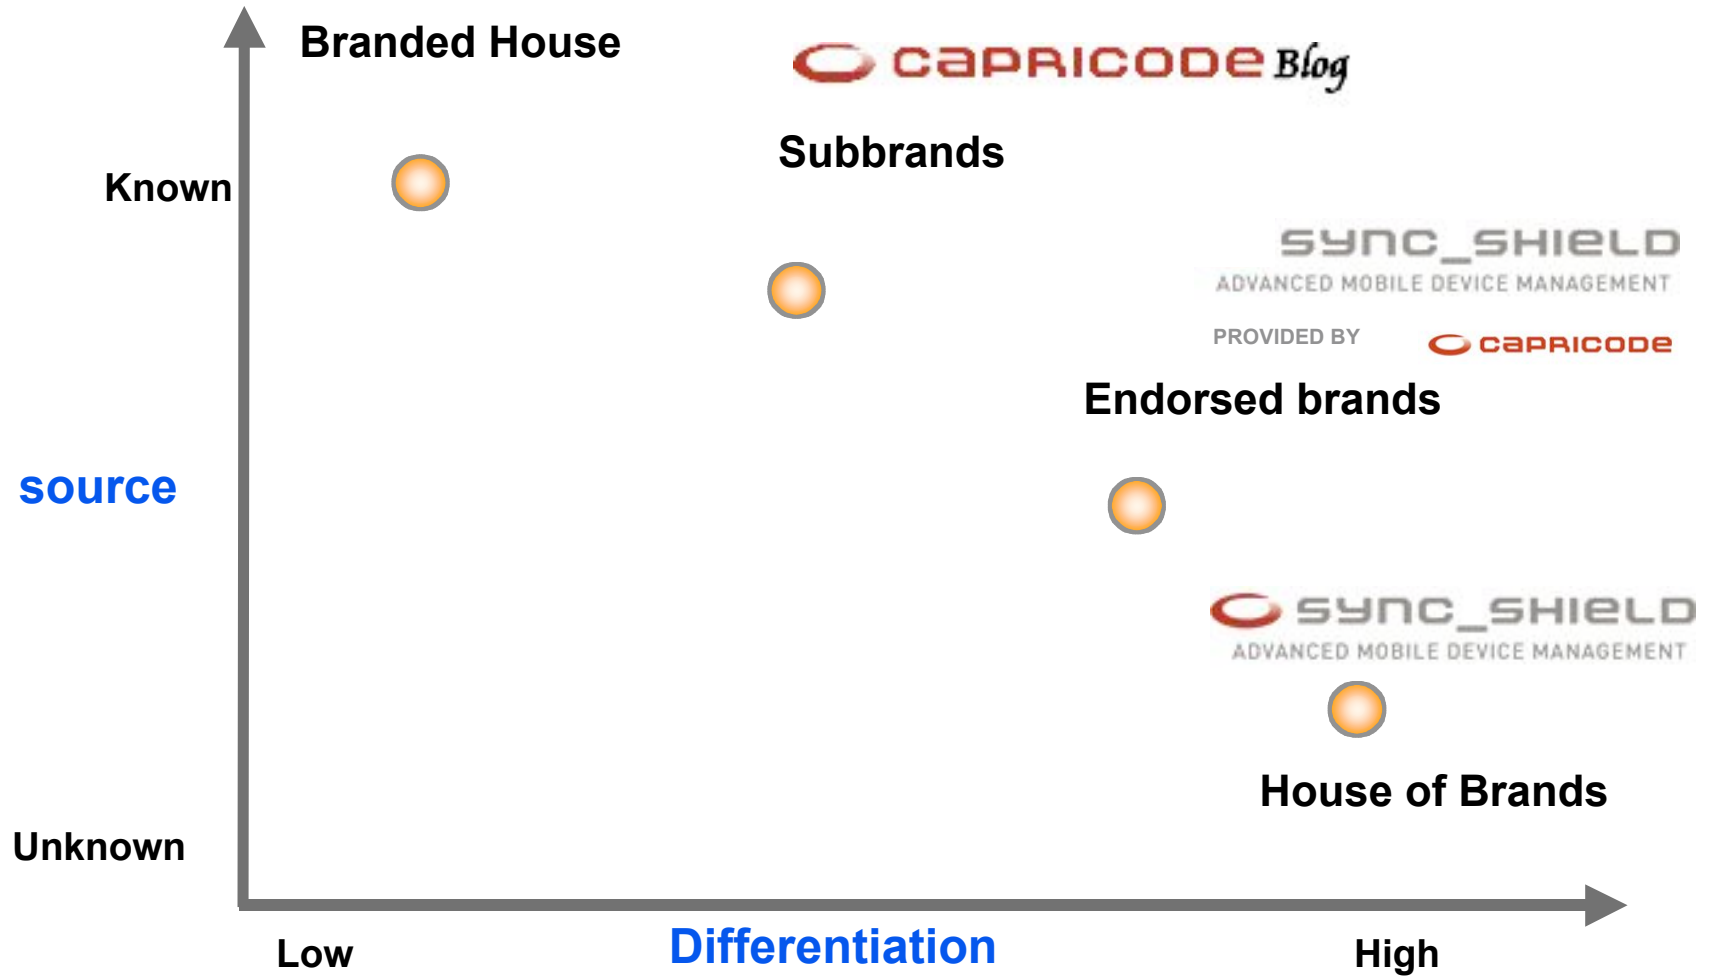 Branded House
CAPRICODE Blog
Subbrands
Known
SYNC_SHIELD
ADVANCED MOBILE DEVICE MANAGEMENT
PROVIDED BY CAPRICODE
Endorsed brands
source
SYNC_SHIELD
ADVANCED MOBILE DEVICE MANAGEMENT
House of Brands
Unknown
Low
Differentiation
High